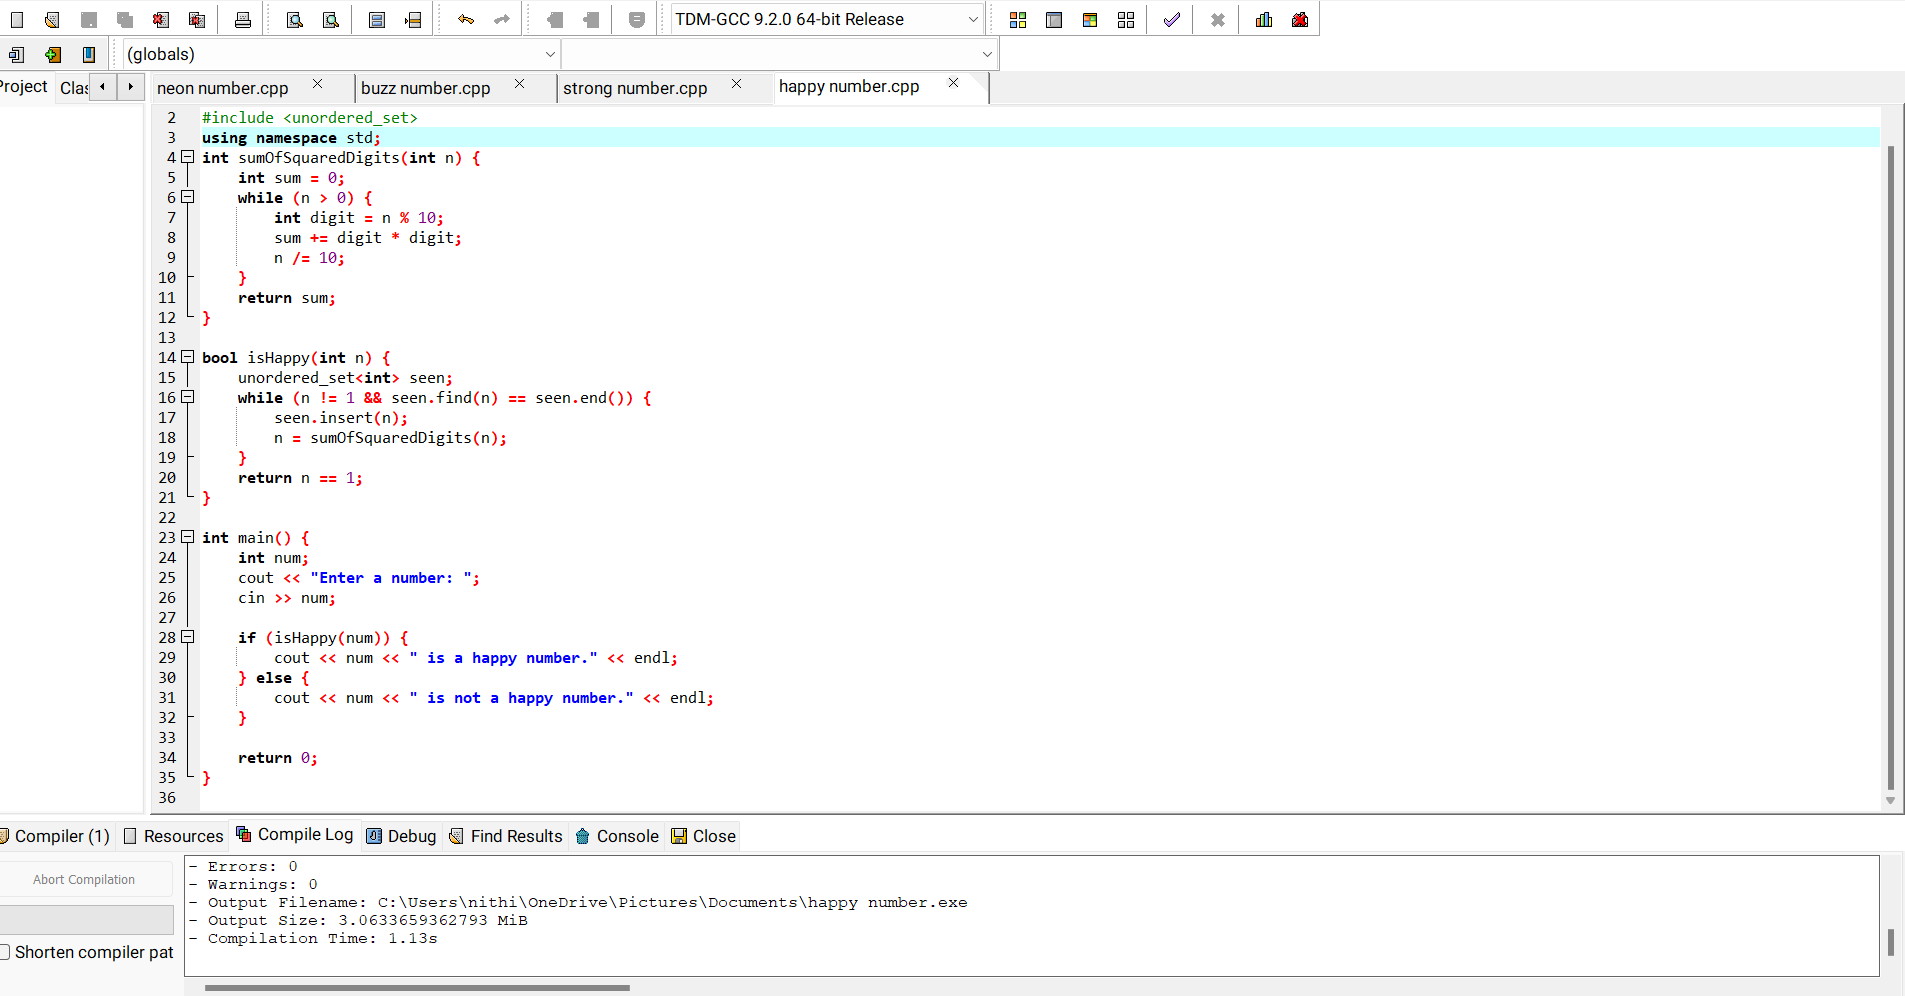 TDM-GCC 9.2.0 64-bit Release
(globals)
Project Clas neon number.cpp buzz number.cpp strong number.cpp happy number.cpp
2 #include <unordered_set>
3 using namespace std;
4 int sumOfSquaredDigits(int n) {
5     int sum = 0;
6     while (n > 0) {
7         int digit = n % 10;
8         sum += digit * digit;
9         n /= 10;
10     }
11     return sum;
12 }
13
14 bool isHappy(int n) {
15     unordered_set<int> seen;
16     while (n != 1 && seen.find(n) == seen.end()) {
17         seen.insert(n);
18         n = sumOfSquaredDigits(n);
19     }
20     return n == 1;
21 }
22
23 int main() {
24     int num;
25     cout << "Enter a number: ";
26     cin >> num;
27
28     if (isHappy(num)) {
29         cout << num << " is a happy number." << endl;
30     } else {
31         cout << num << " is not a happy number." << endl;
32     }
33
34     return 0;
35 }
36
Compiler (1) Resources Compile Log Debug Find Results Console Close
Abort Compilation
Shorten compiler pat
- Errors: 0
- Warnings: 0
- Output Filename: C:\Users\nithi\OneDrive\Pictures\Documents\happy number.exe
- Output Size: 3.0633659362793 MiB
- Compilation Time: 1.13s